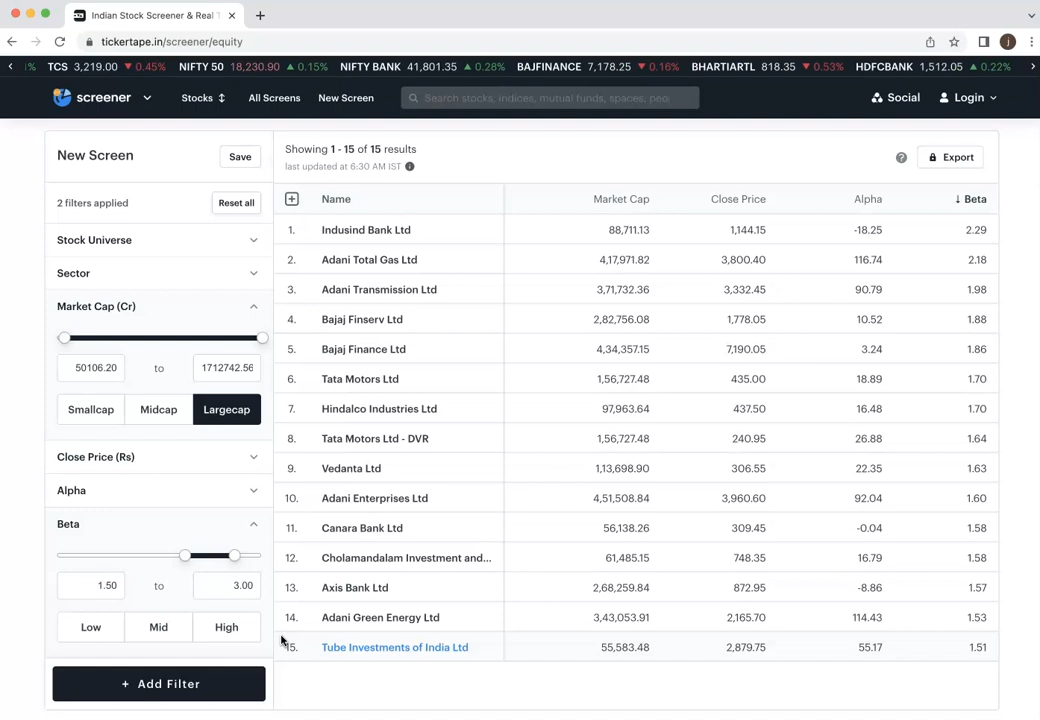 Indian Stock Screener & Real T
tickertape.in/screener/equity
j
1% TCS 3,219.00 ▼ 0.45% NIFTY 50 18,230.90 ▲ 0.15% NIFTY BANK 41,801.35 ▲ 0.28% BAJFINANCE 7,178.25 ▼ 0.16% BHARTIARTL 818.35 ▼ 0.53% HDFCBANK 1,512.05 ▲ 0.22%
screener Stocks All Screens New Screen Search stocks, indices, mutual funds, spaces, peo Social Login
New Screen Save
Showing 1 - 15 of 15 results
last updated at 6:30 AM IST
Export
2 filters applied Reset all
Name Market Cap Close Price Alpha ↓ Beta
Stock Universe
Sector
Market Cap (Cr)
50106.20 to 1712742.56
Smallcap Midcap Largecap
Close Price (Rs)
Alpha
Beta
1.50 to 3.00
Low Mid High
+ Add Filter
1. Indusind Bank Ltd 88,711.13 1,144.15 -18.25 2.29
2. Adani Total Gas Ltd 4,17,971.82 3,800.40 116.74 2.18
3. Adani Transmission Ltd 3,71,732.36 3,332.45 90.79 1.98
4. Bajaj Finserv Ltd 2,82,756.08 1,778.05 10.52 1.88
5. Bajaj Finance Ltd 4,34,357.15 7,190.05 3.24 1.86
6. Tata Motors Ltd 1,56,727.48 435.00 18.89 1.70
7. Hindalco Industries Ltd 97,963.64 437.50 16.48 1.70
8. Tata Motors Ltd - DVR 1,56,727.48 240.95 26.88 1.64
9. Vedanta Ltd 1,13,698.90 306.55 22.35 1.63
10. Adani Enterprises Ltd 4,51,508.84 3,960.60 92.04 1.60
11. Canara Bank Ltd 56,138.26 309.45 -0.04 1.58
12. Cholamandalam Investment and... 61,485.15 748.35 16.79 1.58
13. Axis Bank Ltd 2,68,259.84 872.95 -8.86 1.57
14. Adani Green Energy Ltd 3,43,053.91 2,165.70 114.43 1.53
15. Tube Investments of India Ltd 55,583.48 2,879.75 55.17 1.51